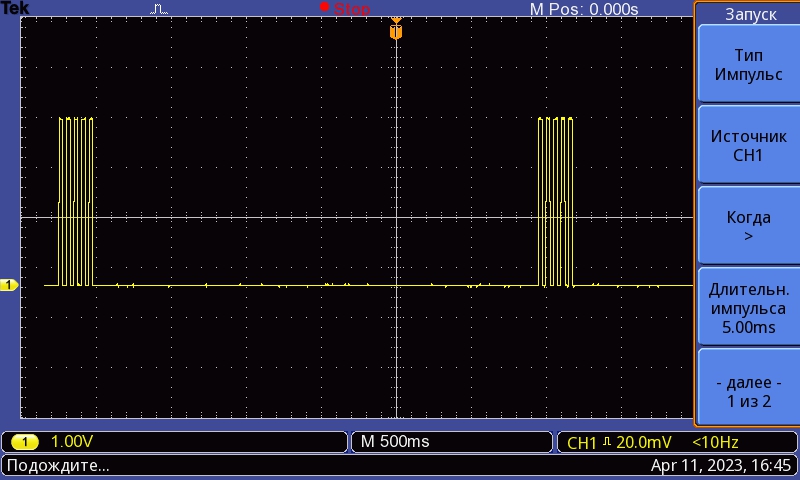 Tek
Stop
M Pos: 0.000s
T
Запуск
Тип
Импульс
Источник
CH1
Когда
>
Длительн.
импульса
5.00ms
- далее -
1 из 2
1
1 1.00V
M 500ms
CH1 20.0mV
<10Hz
Подождите...
Apr 11, 2023, 16:45